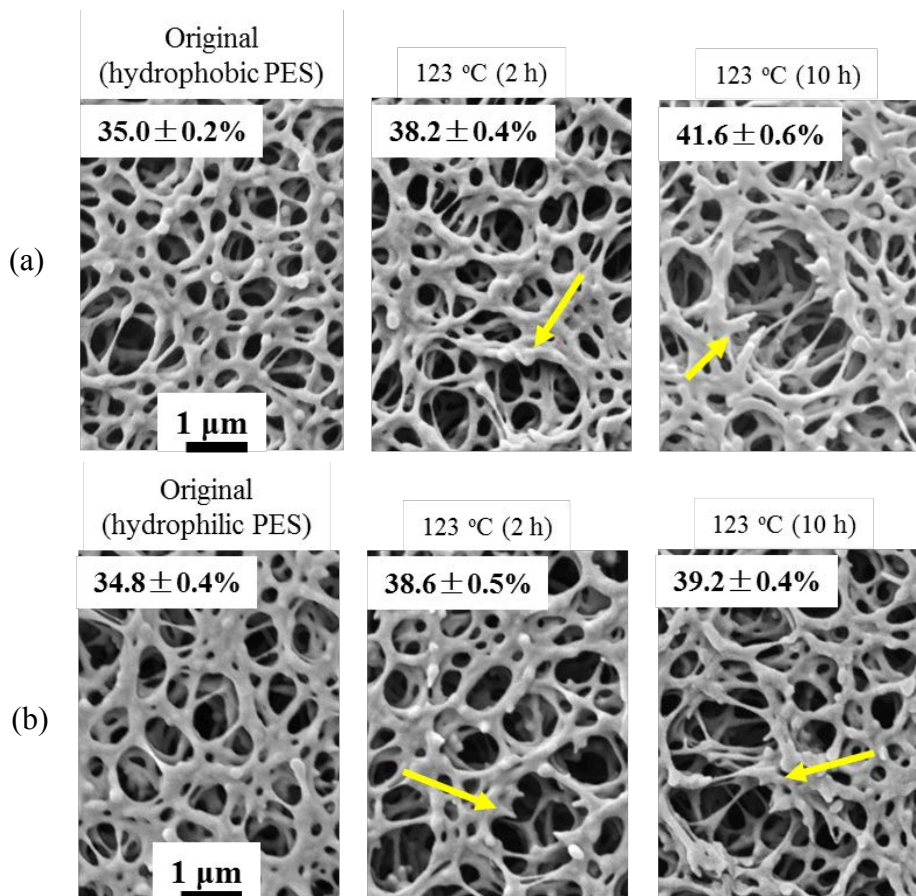 Original
(hydrophobic PES)
123 °C (2 h)
123 °C (10 h)
35.0±0.2%
38.2±0.4%
41.6±0.6%
(a)
1 μm
Original
(hydrophilic PES)
123 °C (2 h)
123 °C (10 h)
34.8±0.4%
38.6±0.5%
39.2±0.4%
(b)
1 μm